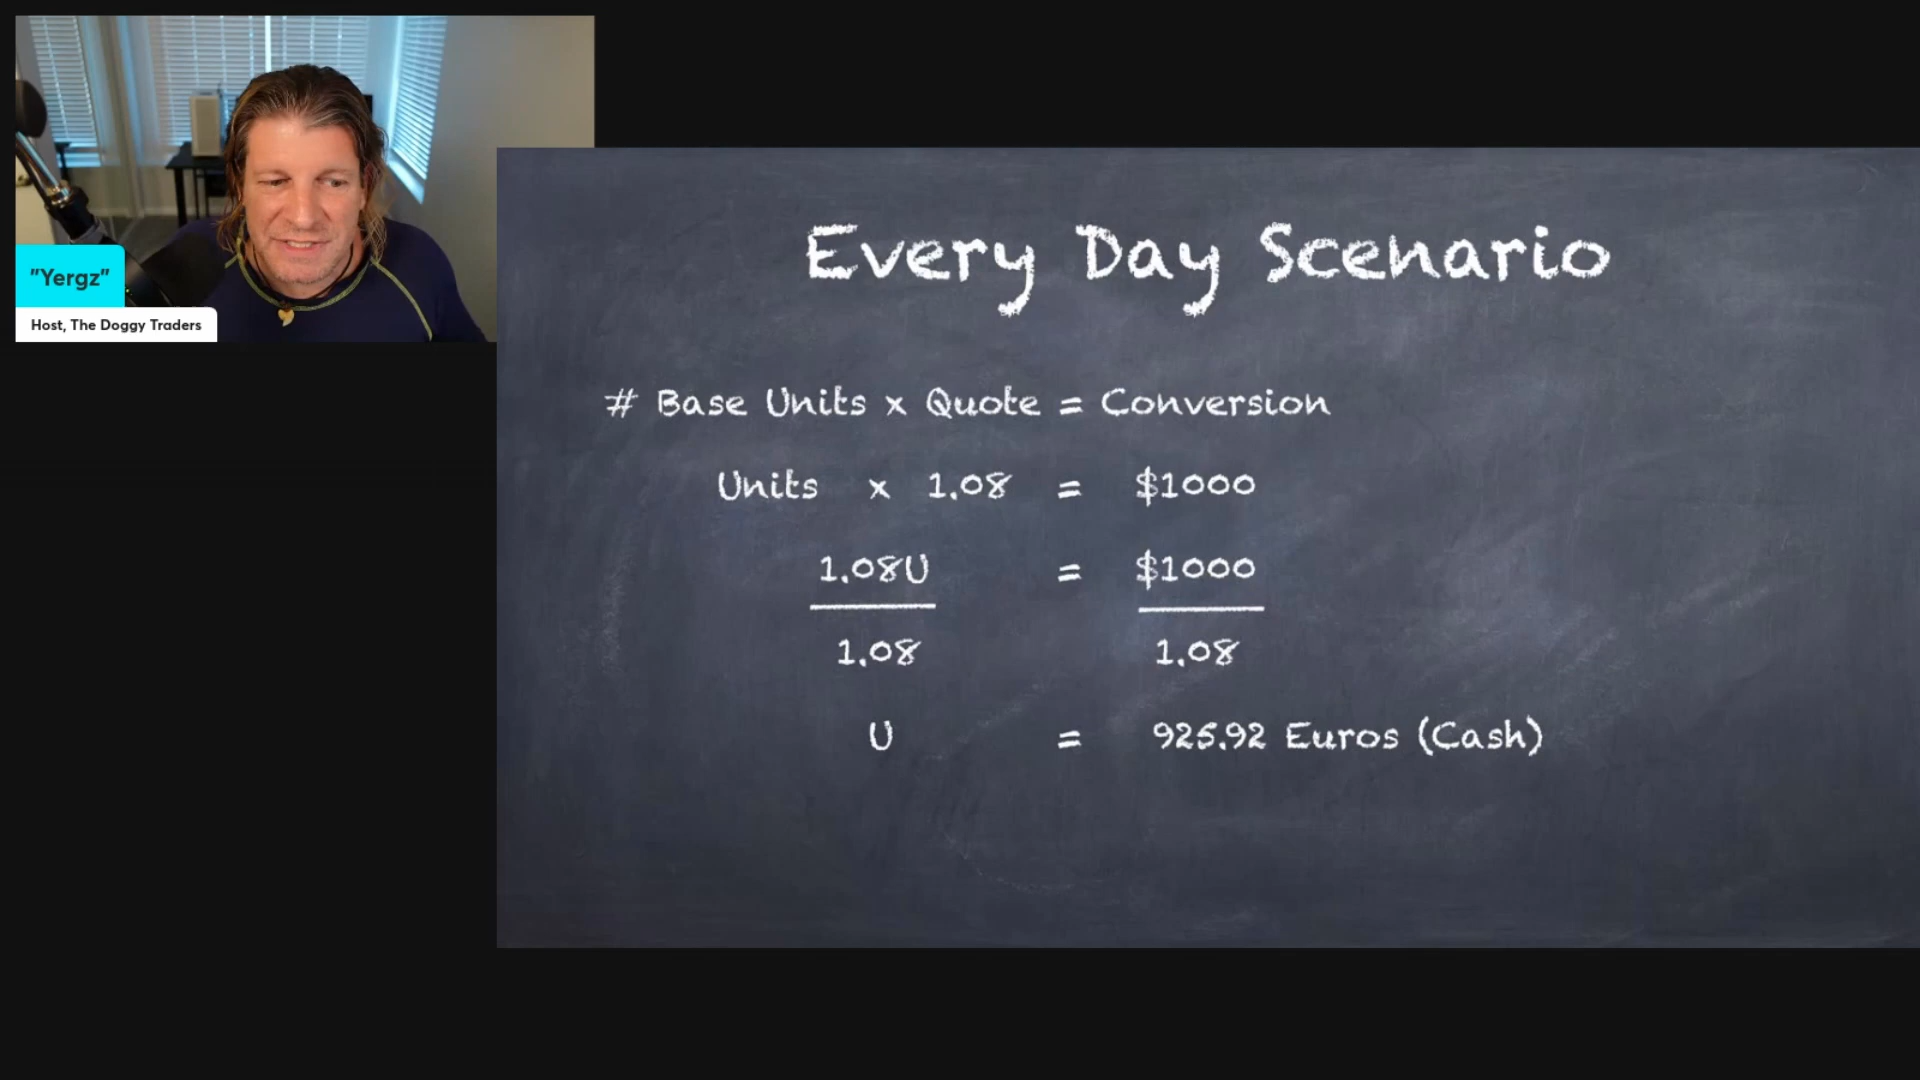 "Yergz"
Host, The Doggy Traders
Every Day Scenario
# Base Units x Quote = Conversion
Units x 1.08 = $1000
1.08U = $1000
1.08 1.08
U = 925.92 Euros (Cash)